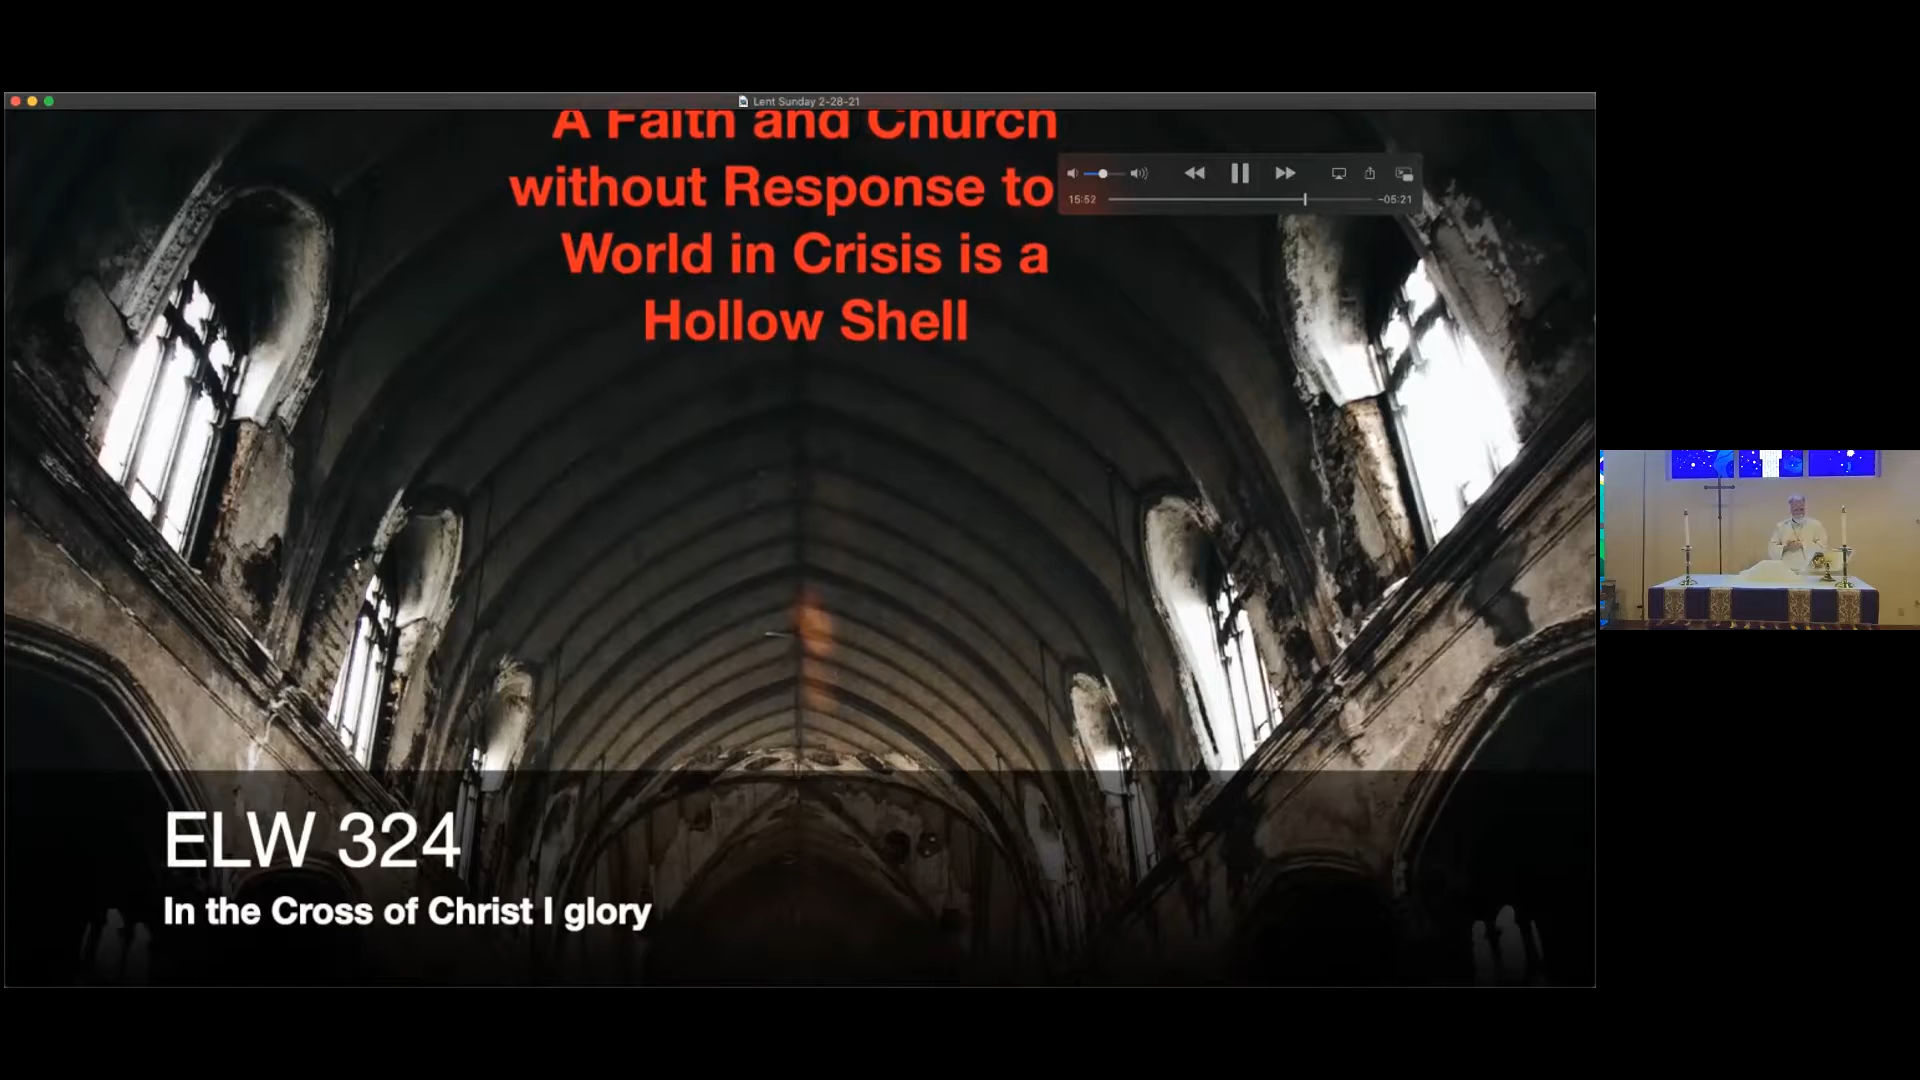 Lent Sunday 2-28-21
A Faith and Church
without Response to
World in Crisis is a
Hollow Shell
15:52
-05:21
ELW 324
In the Cross of Christ I glory